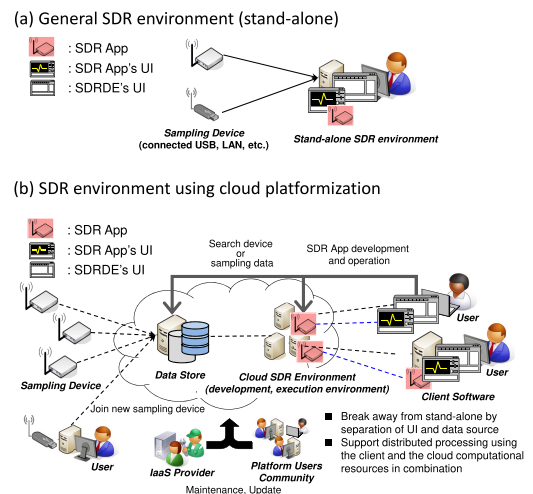 (a) General SDR environment (stand-alone)
: SDR App
: SDR App's UI
: SDRDE's UI
Sampling Device
(connected USB, LAN, etc.)
Stand-alone SDR environment
(b) SDR environment using cloud platformization
: SDR App
: SDR App's UI
: SDRDE's UI
Search device
or
sampling data
SDR App development
and operation
User
Sampling Device
Data Store
Cloud SDR Environment
(development, execution environment)
User
Client Software
Join new sampling device
User
IaaS Provider
Platform Users
Community
Maintenance, Update
■ Break away from stand-alone by
separation of UI and data source
■ Support distributed processing using
the client and the cloud computational
resources in combination